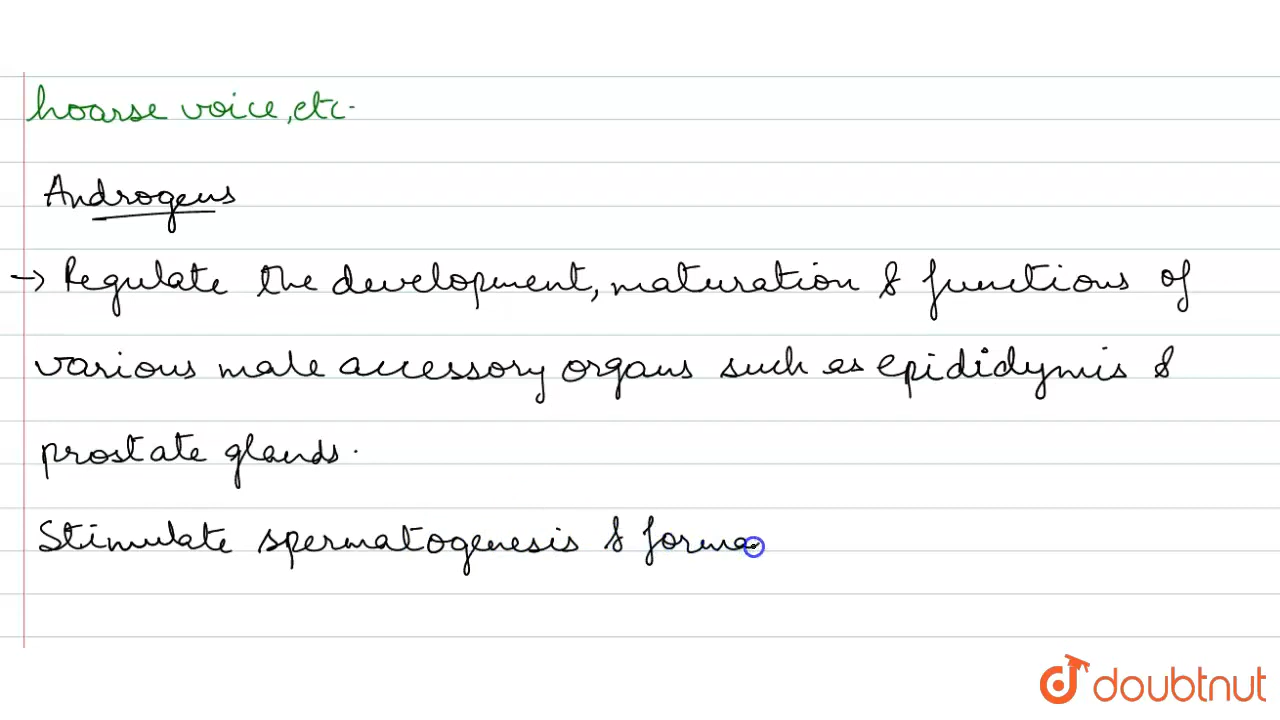 hoarse voice, etc.
Androgens
→ Regulate the development, maturation & functions of
various male accessory organs such as epididymis &
prostate glands.
Stimulate spermatogenesis & forma
doubtnut